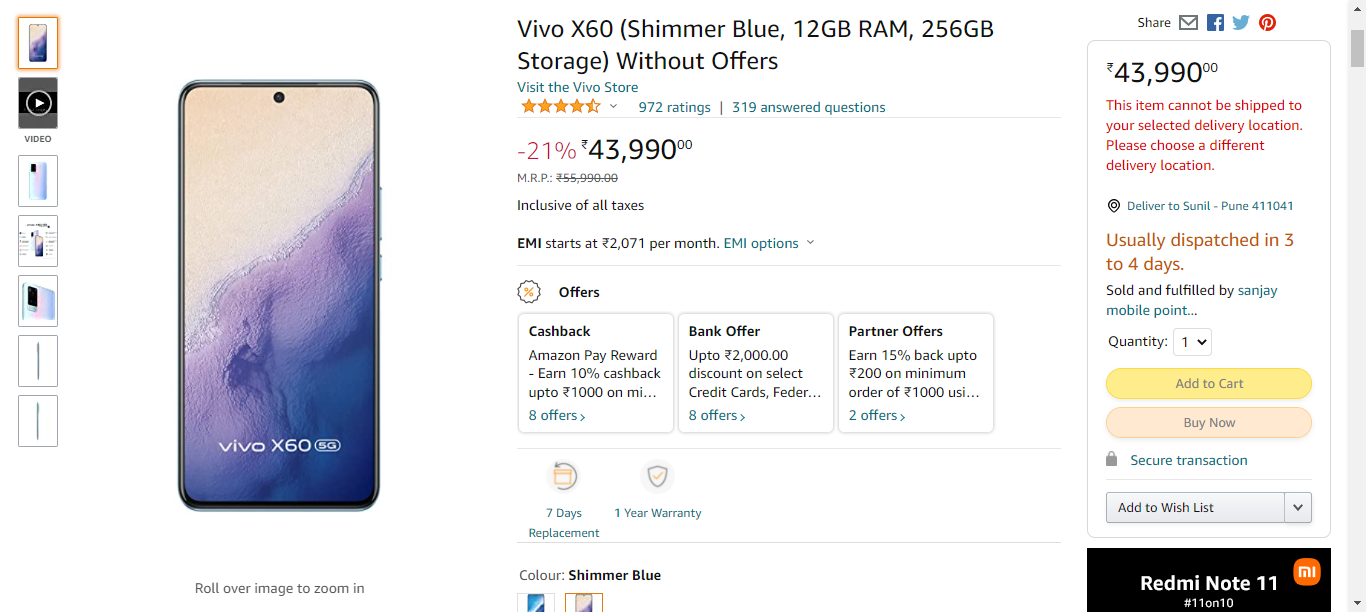 VIDEO
vivo X60 5G
Roll over image to zoom in
Vivo X60 (Shimmer Blue, 12GB RAM, 256GB
Storage) Without Offers
Visit the Vivo Store
972 ratings | 319 answered questions
-21% ₹43,99000
M.R.P.: ₹55,990.00
Inclusive of all taxes
EMI starts at ₹2,071 per month. EMI options
Offers
Cashback
Amazon Pay Reward
- Earn 10% cashback
upto ₹1000 on mi...
8 offers ›
Bank Offer
Upto ₹2,000.00
discount on select
Credit Cards, Feder...
8 offers ›
Partner Offers
Earn 15% back upto
₹200 on minimum
order of ₹1000 usi...
2 offers ›
7 Days
Replacement
1 Year Warranty
Colour: Shimmer Blue
Share
₹43,99000
This item cannot be shipped to
your selected delivery location.
Please choose a different
delivery location.
Deliver to Sunil - Pune 411041
Usually dispatched in 3
to 4 days.
Sold and fulfilled by sanjay
mobile point...
Quantity: 1
Add to Cart
Buy Now
Secure transaction
Add to Wish List
Redmi Note 11
#11on10